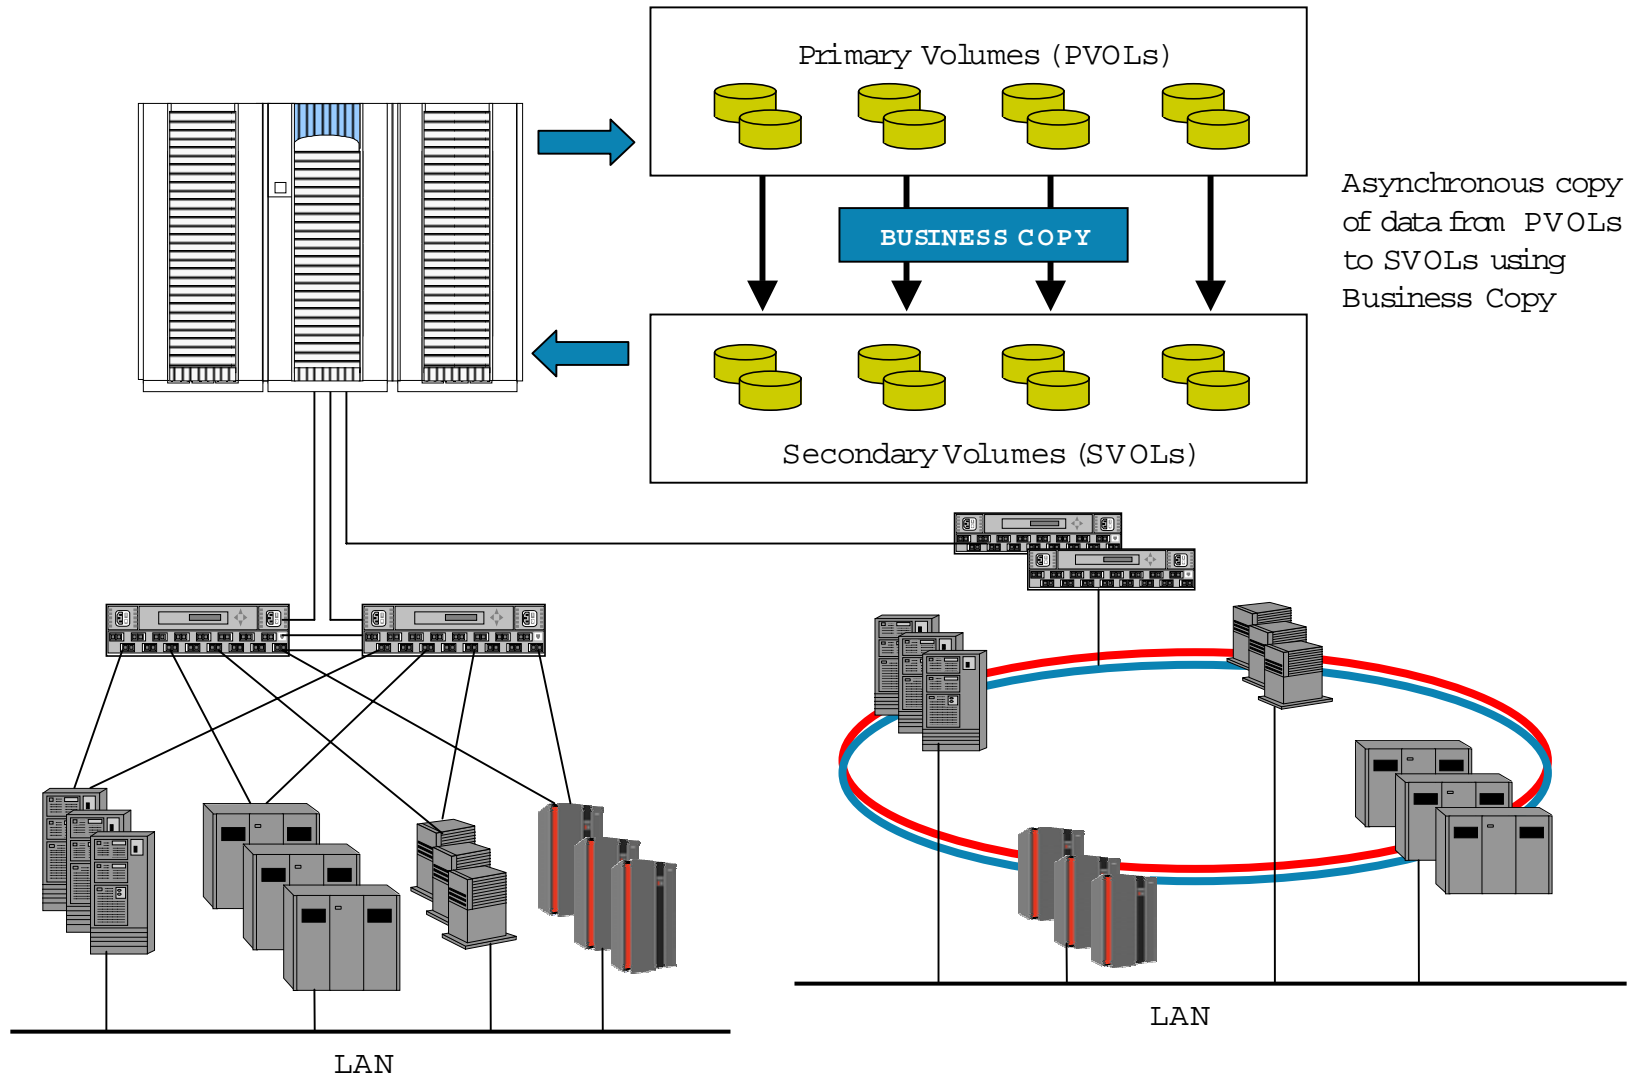 Primary Volumes (PVOLs)
Asynchronous copy
of data from PVOLs
to SVOLs using
Business Copy
BUSINESS COPY
Secondary Volumes (SVOLs)
LAN
LAN